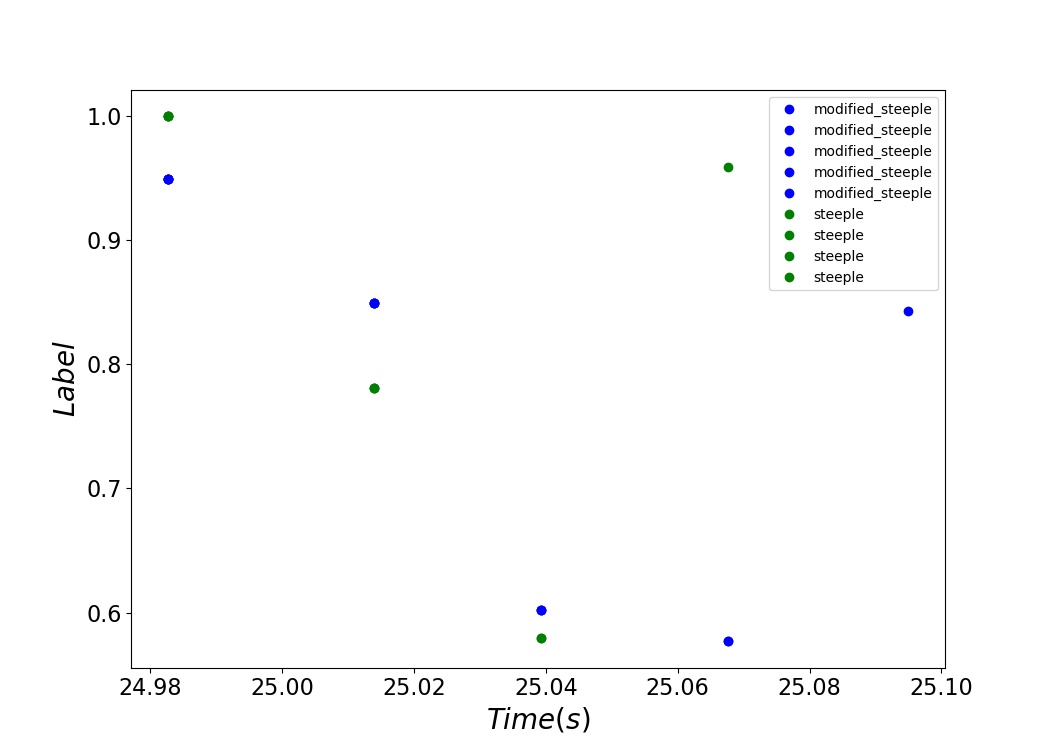 1.0
0.9
0.8
0.7
0.6
Label
modified_steeple
modified_steeple
modified_steeple
modified_steeple
modified_steeple
steeple
steeple
steeple
steeple
24.98 25.00 25.02 25.04 25.06 25.08 25.10
Time(s)